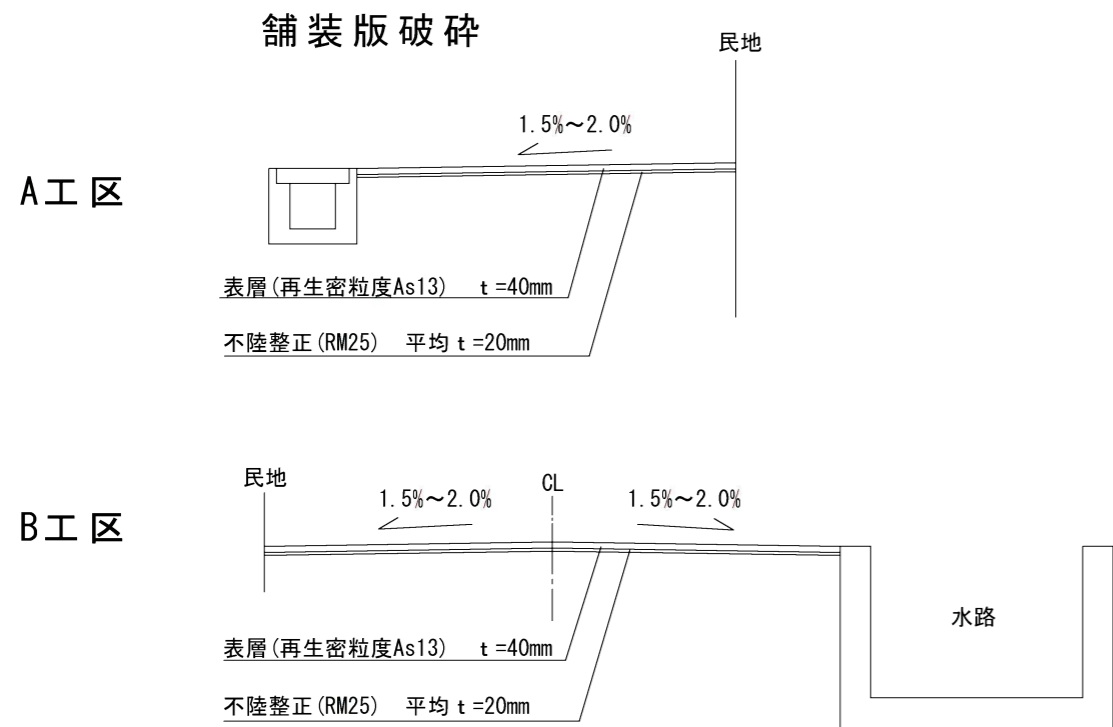 舗装版破砕
民地
1.5%～2.0%
A工区
表層(再生密粒度As13) t=40mm
不陸整正(RM25) 平均t=20mm
民地
CL
1.5%～2.0%
1.5%～2.0%
B工区
水路
表層(再生密粒度As13) t=40mm
不陸整正(RM25) 平均t=20mm